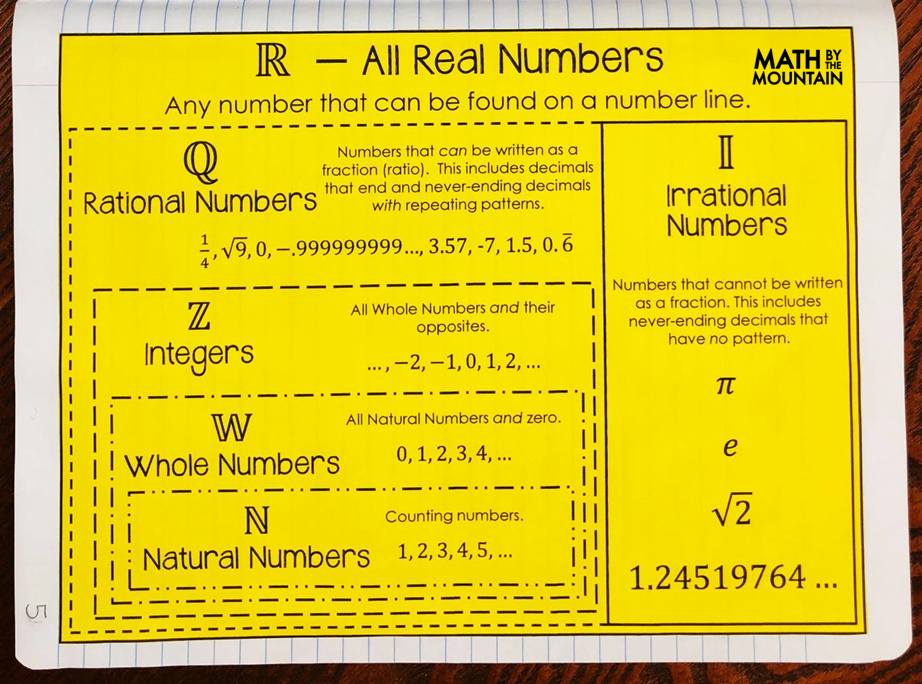 ℝ — All Real Numbers
MATH BY THE
MOUNTAIN
Any number that can be found on a number line.
ℚ
Rational Numbers
Numbers that can be written as a
fraction (ratio). This includes decimals
that end and never-ending decimals
with repeating patterns.
1/4, √9, 0, −.999999999..., 3.57, -7, 1.5, 0.6̅
ℤ
Integers
All Whole Numbers and their
opposites.
..., −2, −1, 0, 1, 2, ...
𝕎
Whole Numbers
All Natural Numbers and zero.
0, 1, 2, 3, 4, ...
ℕ
Natural Numbers
Counting numbers.
1, 2, 3, 4, 5, ...
𝕀
Irrational
Numbers
Numbers that cannot be written
as a fraction. This includes
never-ending decimals that
have no pattern.
π
e
√2
1.24519764 ...
5